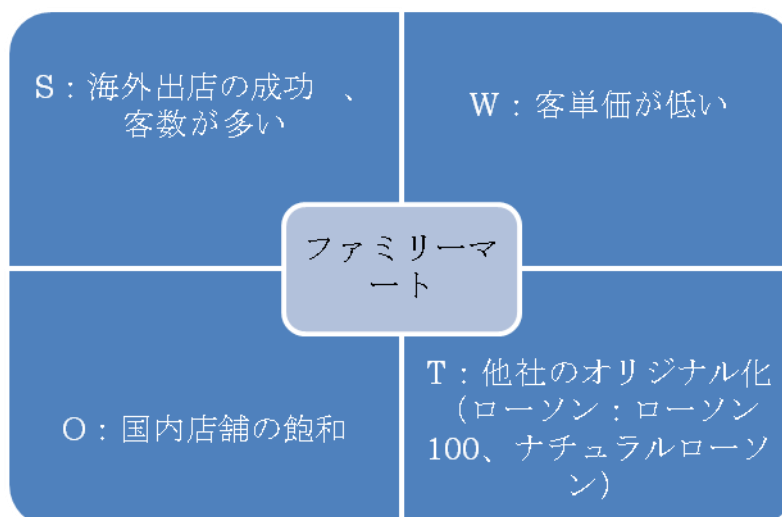 S：海外出店の成功　、
客数が多い
W：客単価が低い
ファミリーマ
ート
O：国内店舗の飽和
T：他社のオリジナル化
（ローソン：ローソン
100、ナチュラルローソ
ン）